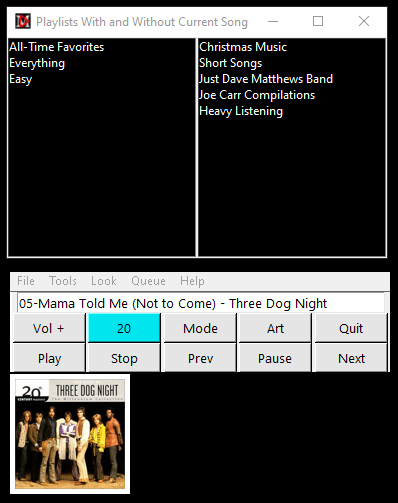 Playlists With and Without Current Song
All-Time Favorites
Everything
Easy
Christmas Music
Short Songs
Just Dave Matthews Band
Joe Carr Compilations
Heavy Listening
File Tools Look Queue Help
05-Mama Told Me (Not to Come) - Three Dog Night
Vol + 20 Mode Art Quit
Play Stop Prev Pause Next
20th
THREE DOG NIGHT
The Millennium Collection